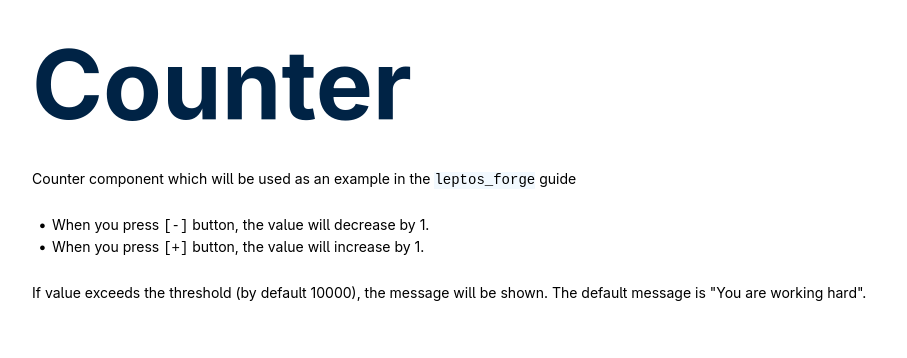 Counter
Counter component which will be used as an example in the leptos_forge guide
• When you press [-] button, the value will decrease by 1.
• When you press [+] button, the value will increase by 1.
If value exceeds the threshold (by default 10000), the message will be shown. The default message is "You are working hard".